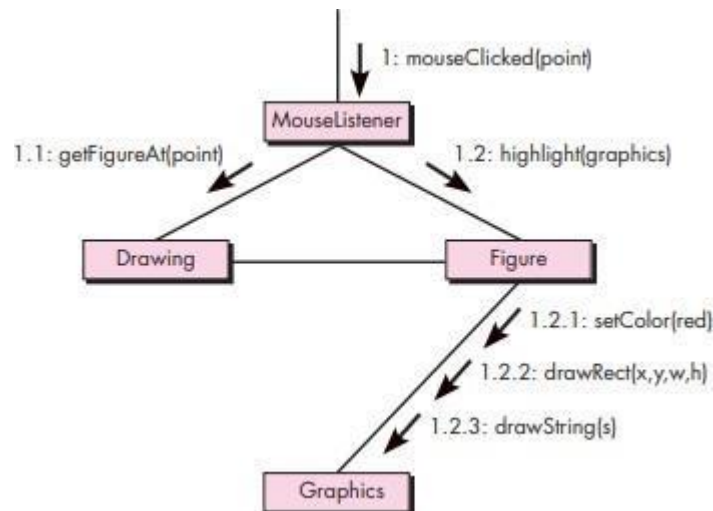 1: mouseClicked(point)
MouseListener
1.1: getFigureAt(point)
1.2: highlight(graphics)
Drawing
Figure
1.2.1: setColor(red)
1.2.2: drawRect(x,y,w,h)
1.2.3: drawString(s)
Graphics